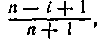 n - i + 1
n + 1,